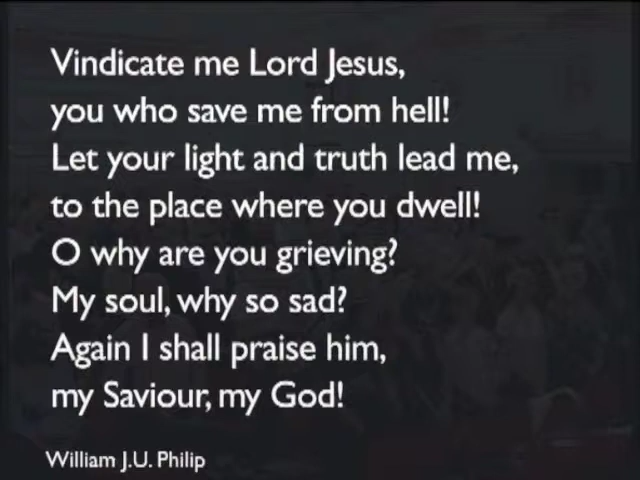 Vindicate me Lord Jesus,
you who save me from hell!
Let your light and truth lead me,
to the place where you dwell!
O why are you grieving?
My soul, why so sad?
Again I shall praise him,
my Saviour, my God!
William J.U. Philip